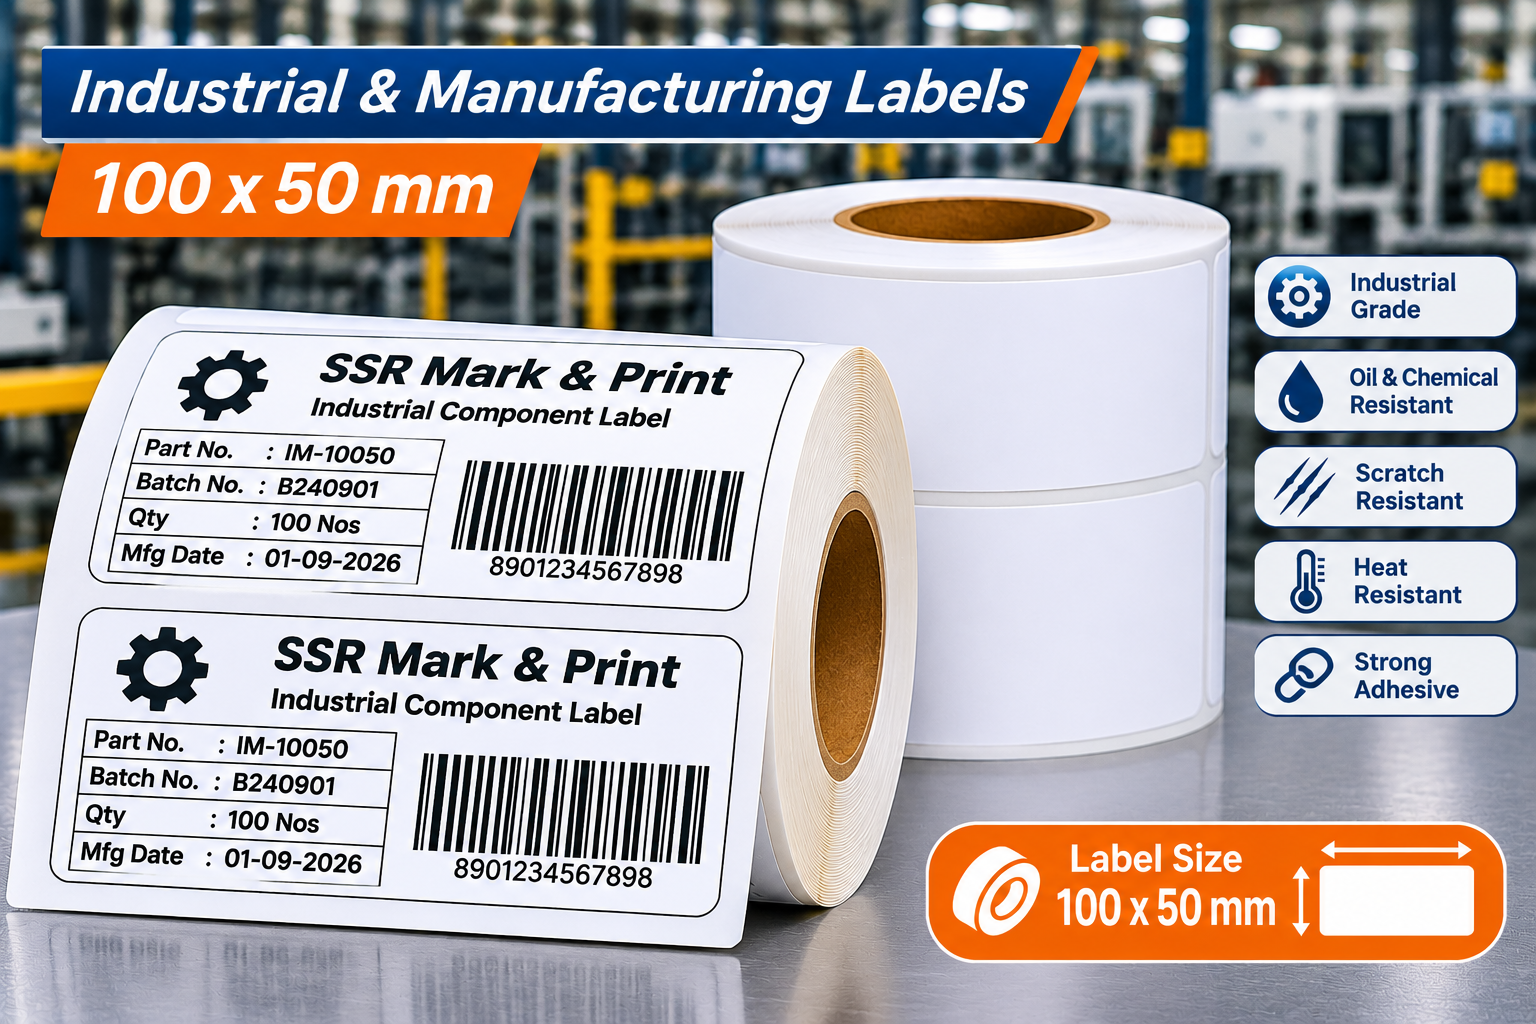 Industrial & Manufacturing Labels
100 x 50 mm
SSR Mark & Print
Industrial Component Label
Part No. : IM-10050
Batch No. : B240901
Qty : 100 Nos
Mfg Date : 01-09-2026
8901234567898
SSR Mark & Print
Industrial Component Label
Part No. : IM-10050
Batch No. : B240901
Qty : 100 Nos
Mfg Date : 01-09-2026
8901234567898
Industrial
Grade
Oil & Chemical
Resistant
Scratch
Resistant
Heat
Resistant
Strong
Adhesive
Label Size
100 x 50 mm